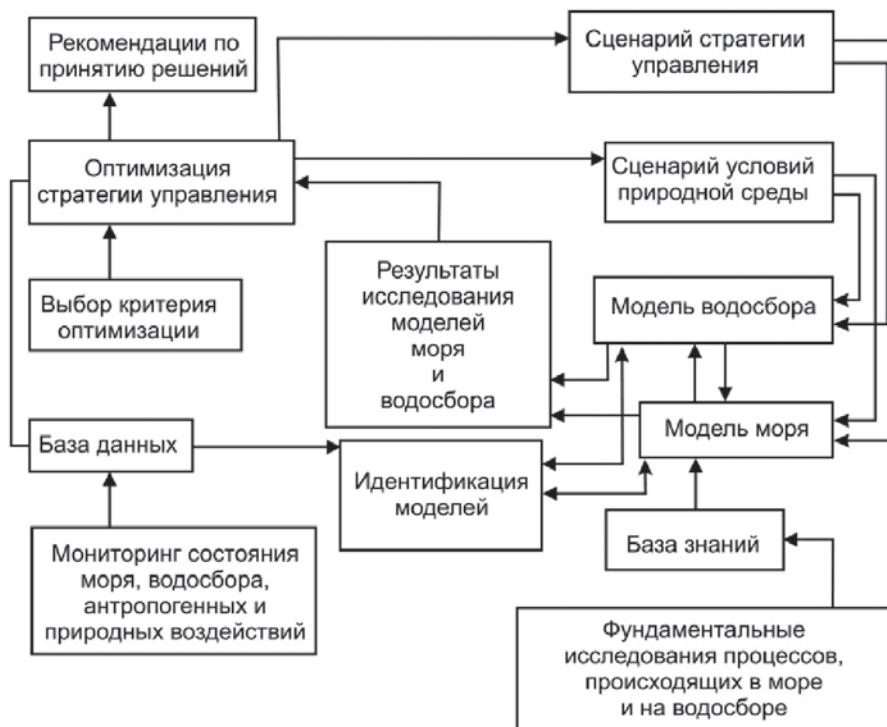 Рекомендации по
принятию решений
Сценарий стратегии
управления
Оптимизация
стратегии управления
Сценарий условий
природной среды
Выбор критерия
оптимизации
Результаты
исследования
моделей
моря
и
водосбора
Модель водосбора
Модель моря
База данных
Идентификация
моделей
База знаний
Мониторинг состояния
моря, водосбора,
антропогенных и
природных воздействий
Фундаментальные
исследования процессов,
происходящих в море
и на водосборе